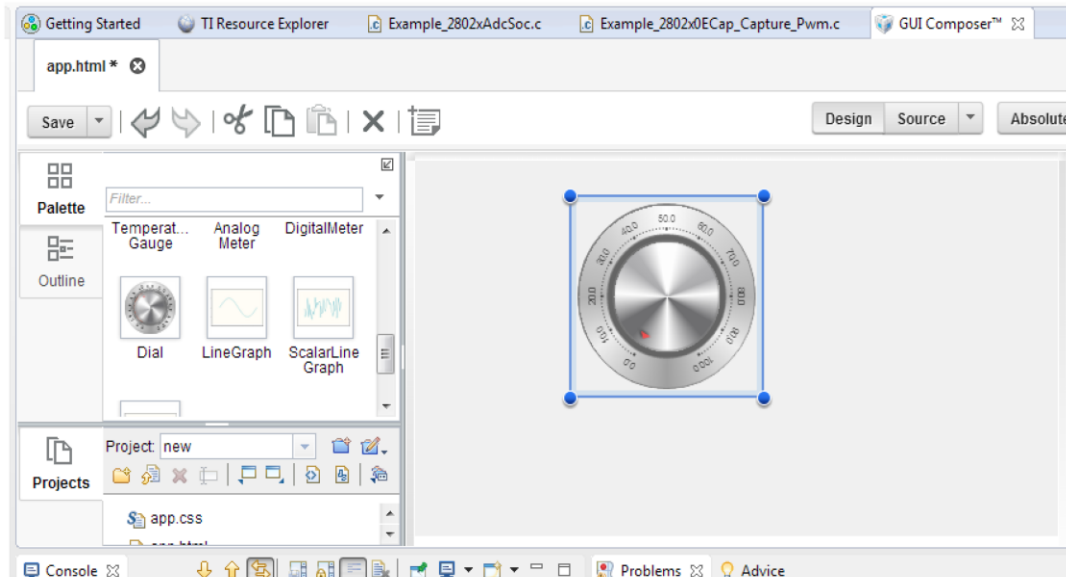 Getting Started
TI Resource Explorer
Example_2802xAdcSoc.c
Example_2802x0ECap_Capture_Pwm.c
GUI Composer™
app.html *
Save
Design
Source
Absolute
Palette
Outline
Filter...
Temperat... Gauge
Analog Meter
DigitalMeter
Dial
LineGraph
ScalarLine Graph
0.0
10.0
20.0
30.0
40.0
50.0
60.0
70.0
80.0
90.0
100.0
Projects
Project: new
app.css
app.html
Console
Problems
Advice